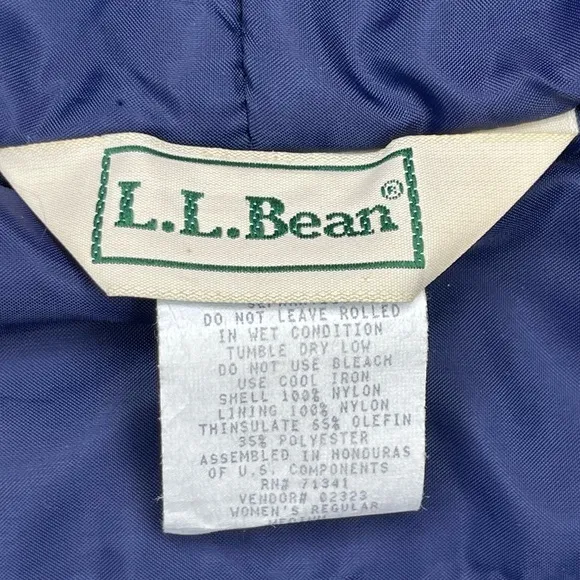 L.L.Bean®
DO NOT LEAVE ROLLED
IN WET CONDITION
TUMBLE DRY LOW
DO NOT USE BLEACH
USE COOL IRON
SHELL 100% NYLON
LINING 100% NYLON
THINSULATE 65% OLEFIN
35% POLYESTER
ASSEMBLED IN HONDURAS
OF U.S. COMPONENTS
RN# 71341
VENDOR# 02323
WOMEN'S REGULAR